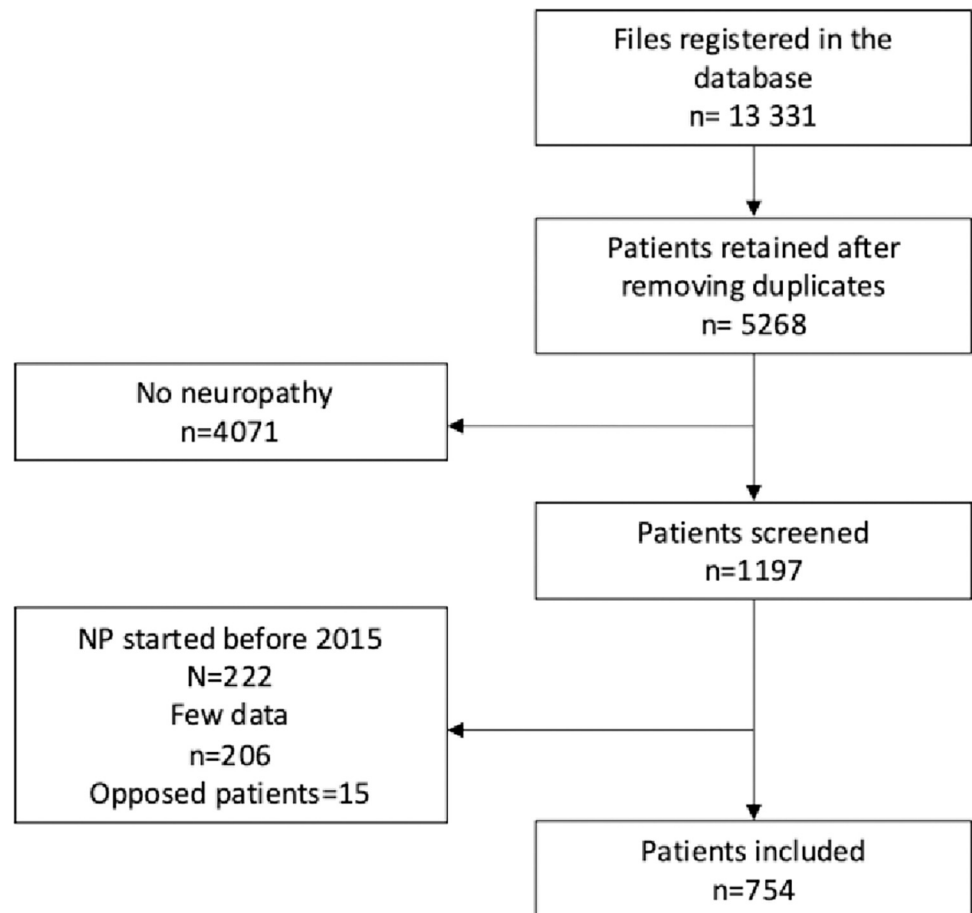 Files registered in the
database
n= 13 331
Patients retained after
removing duplicates
n= 5268
No neuropathy
n=4071
Patients screened
n=1197
NP started before 2015
N=222
Few data
n=206
Opposed patients=15
Patients included
n=754